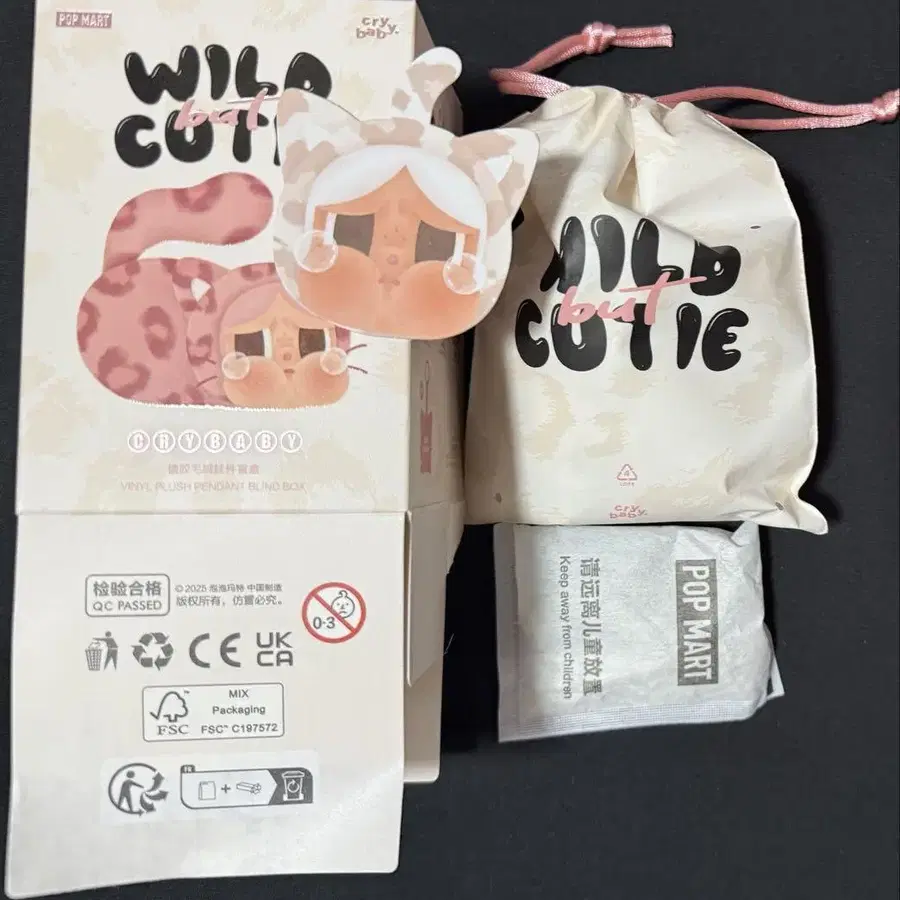 POP MART
cry
baby.
WILD
but
CUTI
CRYBABY
搪胶毛绒挂件盲盒
VINYL PLUSH PENDANT BLIND BOX
检验合格
QC PASSED
© 2025 泡泡玛特 中国制造
版权所有，仿冒必究。
0-3
CE
UK
CA
FSC
MIX
Packaging
FSC™ C197572
FR
+
WILD
but
CUTIE
4
cry
baby.
POP MART
请远离儿童放置
Keep away from children